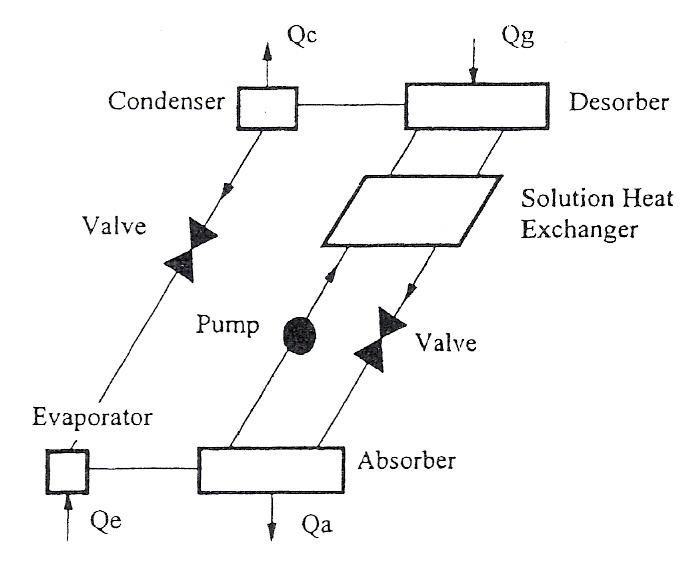 Qc
Qg
Condenser
Desorber
Solution Heat
Exchanger
Valve
Pump
Valve
Evaporator
Absorber
Qe
Qa